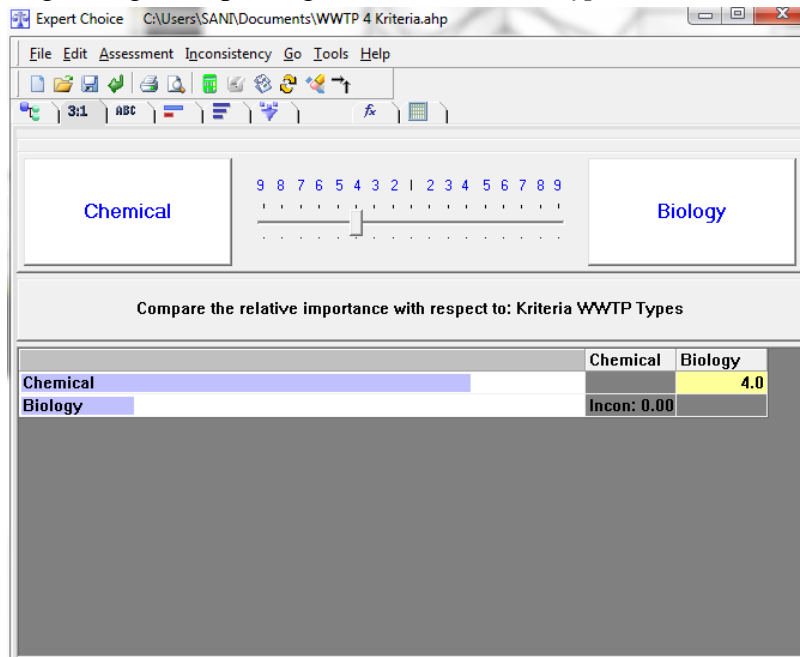 Expert Choice C:\Users\SANI\Documents\WWTP 4 Kriteria.ahp
File Edit Assessment Inconsistency Go Tools Help
3:1 ABC fx
9 8 7 6 5 4 3 2 1 2 3 4 5 6 7 8 9
Chemical Biology
Compare the relative importance with respect to: Kriteria WWTP Types
Chemical Biology
Chemical 4.0
Biology Incon: 0.00